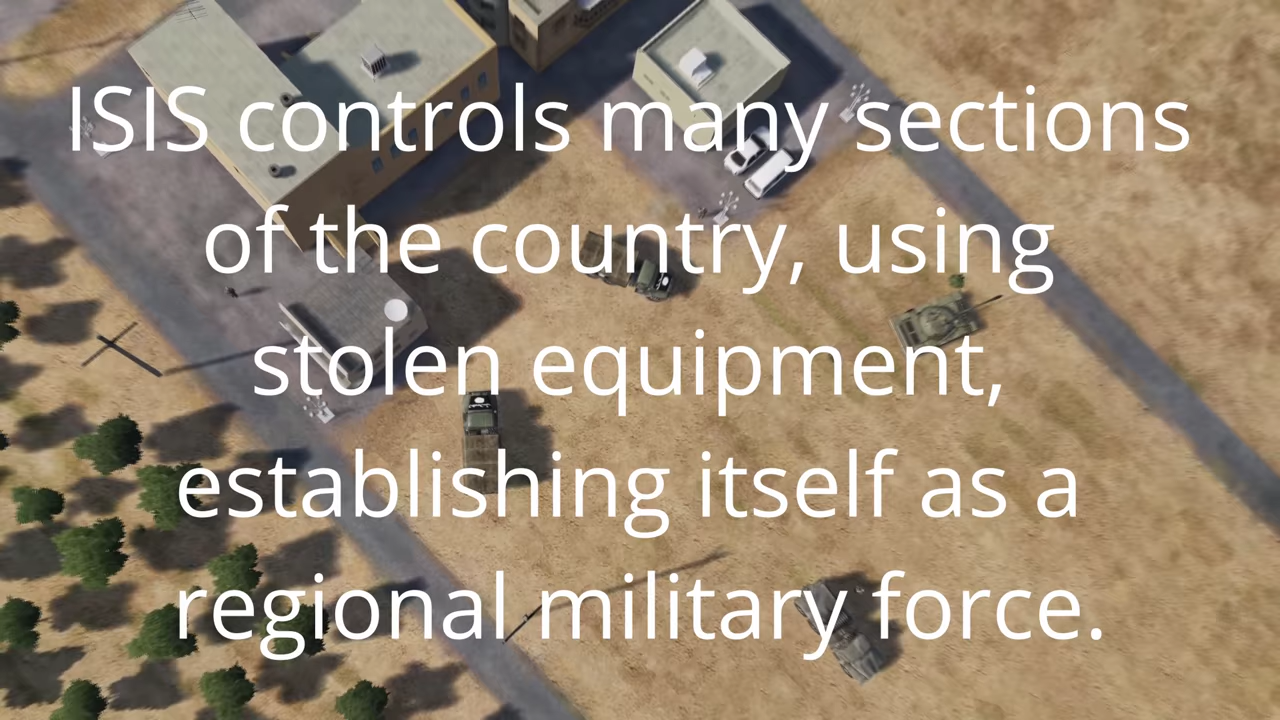 ISIS controls many sections
of the country, using
stolen equipment,
establishing itself as a
regional military force.